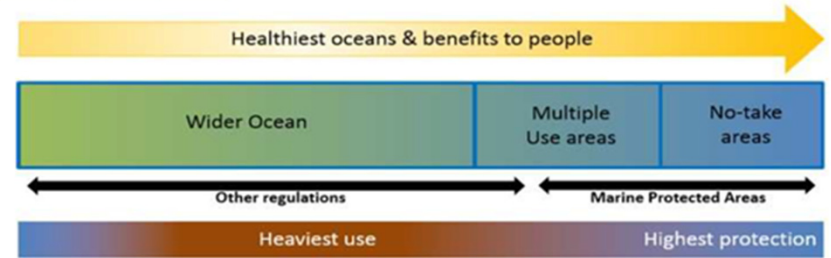 Healthiest oceans & benefits to people
Wider Ocean
Multiple
Use areas
No-take
areas
Other regulations
Marine Protected Areas
Heaviest use
Highest protection